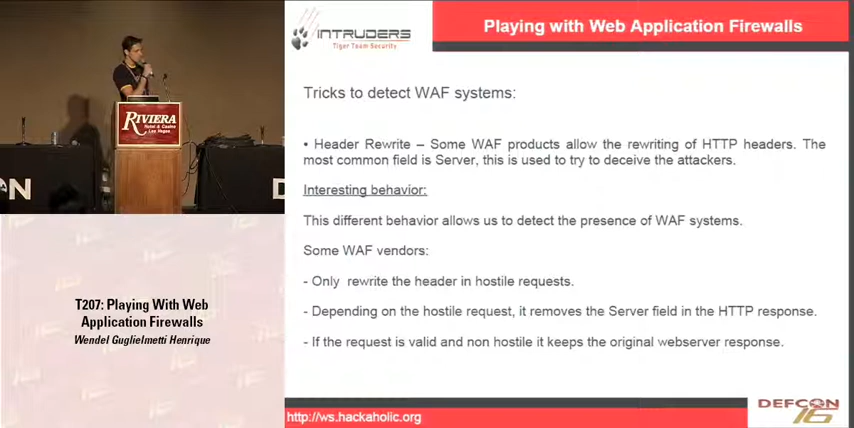 INTRUDERS
Tiger Team Security
Playing with Web Application Firewalls
RIVIERA
Hotel & Casino
Las Vegas
ON
D
Tricks to detect WAF systems:
• Header Rewrite – Some WAF products allow the rewriting of HTTP headers. The
most common field is Server, this is used to try to deceive the attackers.
Interesting behavior:
This different behavior allows us to detect the presence of WAF systems.
Some WAF vendors:
- Only rewrite the header in hostile requests.
- Depending on the hostile request, it removes the Server field in the HTTP response.
- If the request is valid and non hostile it keeps the original webserver response.
T207: Playing With Web
Application Firewalls
Wendel Guglielmetti Henrique
http://ws.hackaholic.org
DEFCON
16